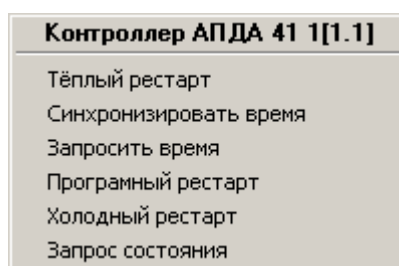 Контроллер АПДА 41 1[1.1]
Тёплый рестарт
Синхронизировать время
Запросить время
Програмный рестарт
Холодный рестарт
Запрос состояния